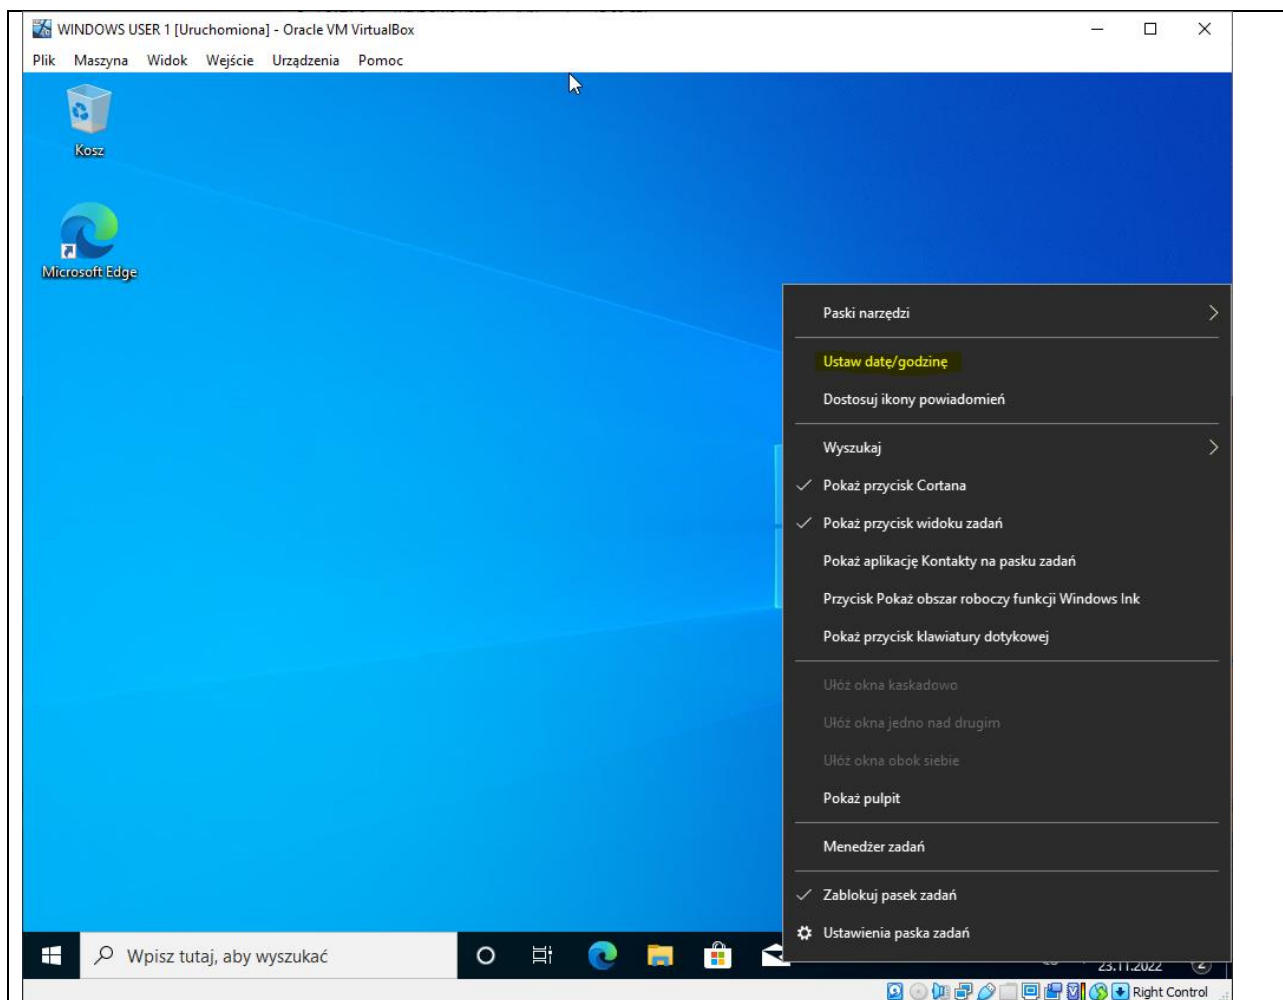 WINDOWS USER 1 [Uruchomiona] - Oracle VM VirtualBox
Plik Maszyna Widok Wejście Urządzenia Pomoc
Kosz
Microsoft Edge
Paski narzędzi
Ustaw datę/godzinę
Dostosuj ikony powiadomień
Wyszukaj
Pokaż przycisk Cortana
Pokaż przycisk widoku zadań
Pokaż aplikację Kontakty na pasku zadań
Przycisk Pokaż obszar roboczy funkcji Windows Ink
Pokaż przycisk klawiatury dotykowej
Ułóż okna kaskadowo
Ułóż okna jedno nad drugim
Ułóż okna obok siebie
Pokaż pulpit
Menedżer zadań
Zablokuj pasek zadań
Ustawienia paska zadań
Wpisz tutaj, aby wyszukać
23.11.2022
2
Right Control